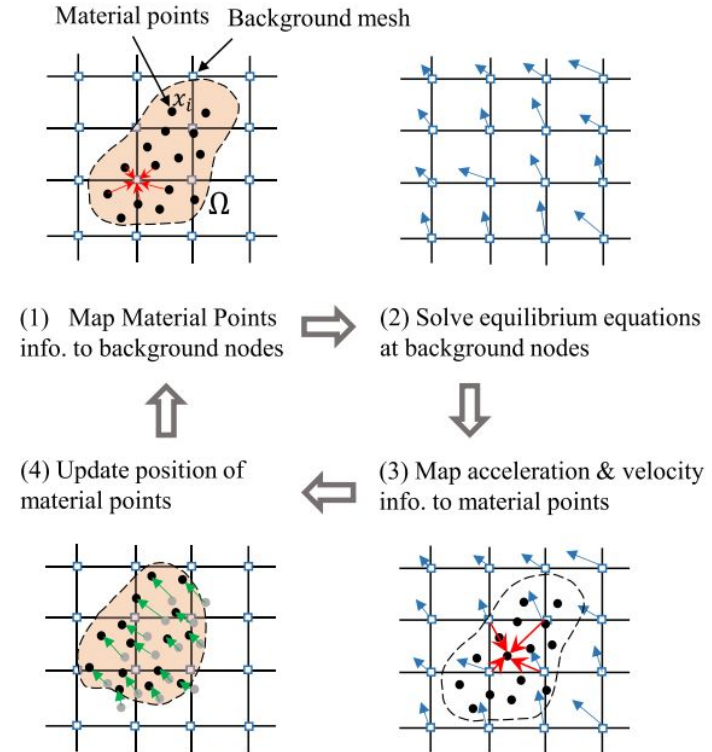 Material points
Background mesh
x_i
Ω
(1) Map Material Points
info. to background nodes
(2) Solve equilibrium equations
at background nodes
(4) Update position of
material points
(3) Map acceleration & velocity
info. to material points